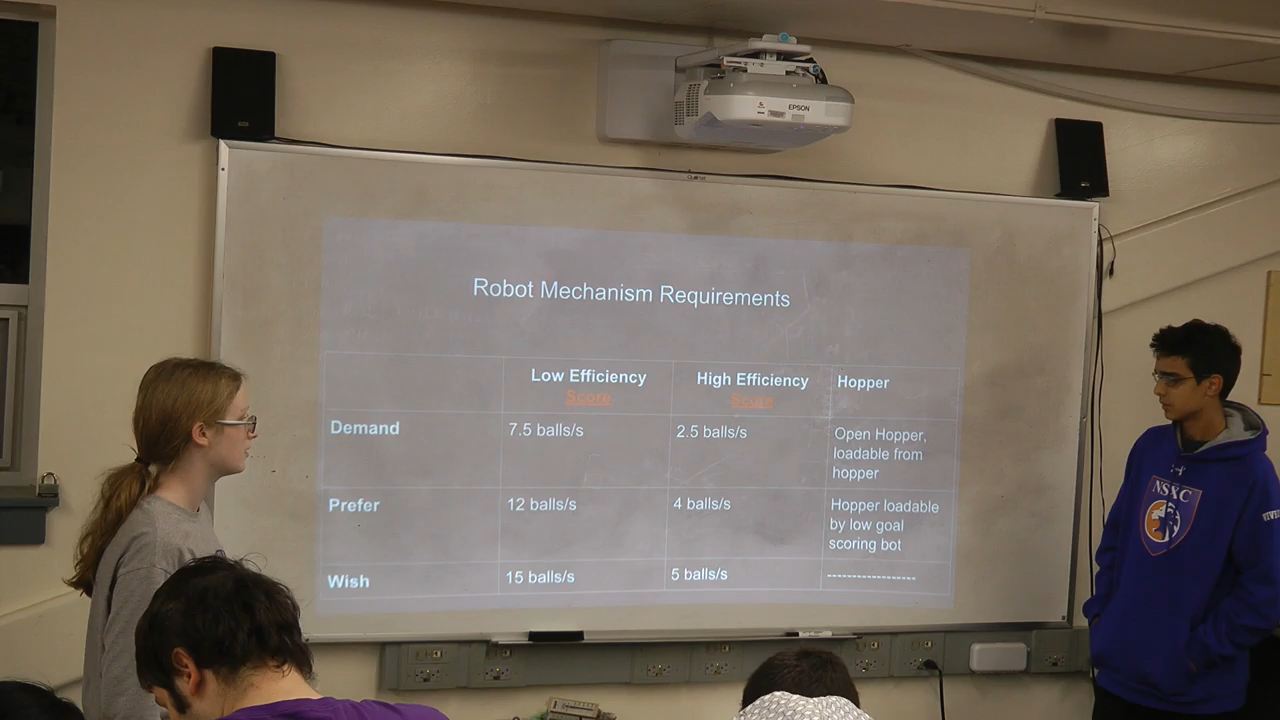 EPSON
Robot Mechanism Requirements
Low Efficiency
Score
High Efficiency
Score
Hopper
Demand
7.5 balls/s
2.5 balls/s
Open Hopper,
loadable from
hopper
Prefer
12 balls/s
4 balls/s
Hopper loadable
by low goal
scoring bot
Wish
15 balls/s
5 balls/s
-----------------
NSXC